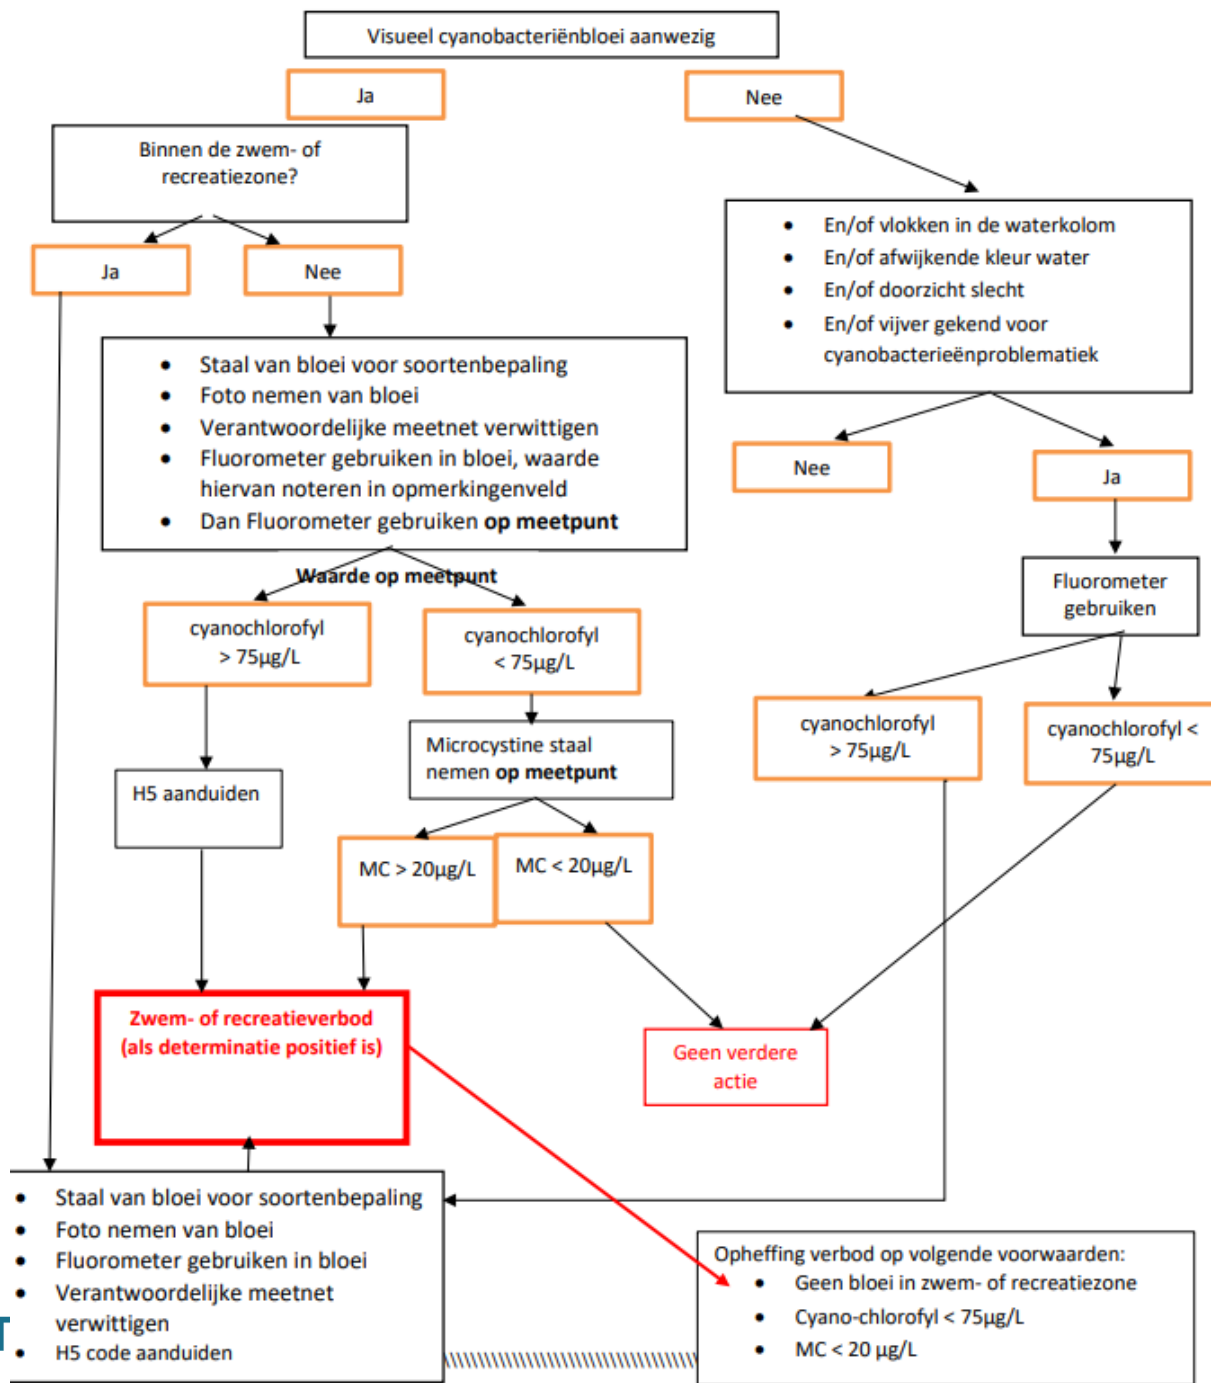 Visueel cyanobacteriënbloei aanwezig
Ja
Nee
Binnen de zwem- of
recreatiezone?
Ja
Nee
• En/of vlokken in de waterkolom
• En/of afwijkende kleur water
• En/of doorzicht slecht
• En/of vijver gekend voor
cyanobacterieënproblematiek
• Staal van bloei voor soortenbepaling
• Foto nemen van bloei
• Verantwoordelijke meetnet verwittigen
• Fluorometer gebruiken in bloei, waarde
hiervan noteren in opmerkingenveld
• Dan Fluorometer gebruiken op meetpunt
Nee
Ja
Waarde op meetpunt
Fluorometer
gebruiken
cyanochlorofyl
> 75µg/L
cyanochlorofyl
< 75µg/L
cyanochlorofyl
> 75µg/L
cyanochlorofyl <
75µg/L
Microcystine staal
nemen op meetpunt
H5 aanduiden
MC > 20µg/L
MC < 20µg/L
Zwem- of recreatieverbod
(als determinatie positief is)
Geen verdere
actie
• Staal van bloei voor soortenbepaling
• Foto nemen van bloei
• Fluorometer gebruiken in bloei
• Verantwoordelijke meetnet
verwittigen
• H5 code aanduiden
Opheffing verbod op volgende voorwaarden:
• Geen bloei in zwem- of recreatiezone
• Cyano-chlorofyl < 75µg/L
• MC < 20 µg/L